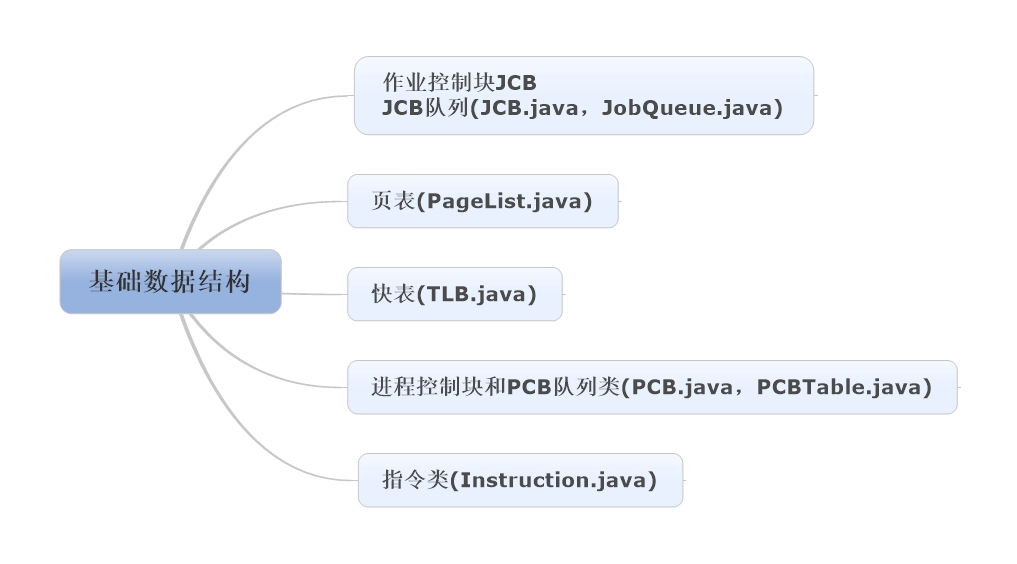 作业控制块JCB
JCB队列(JCB.java，JobQueue.java)
页表(PageList.java)
基础数据结构
快表(TLB.java)
进程控制块和PCB队列类(PCB.java，PCBTable.java)
指令类(Instruction.java)